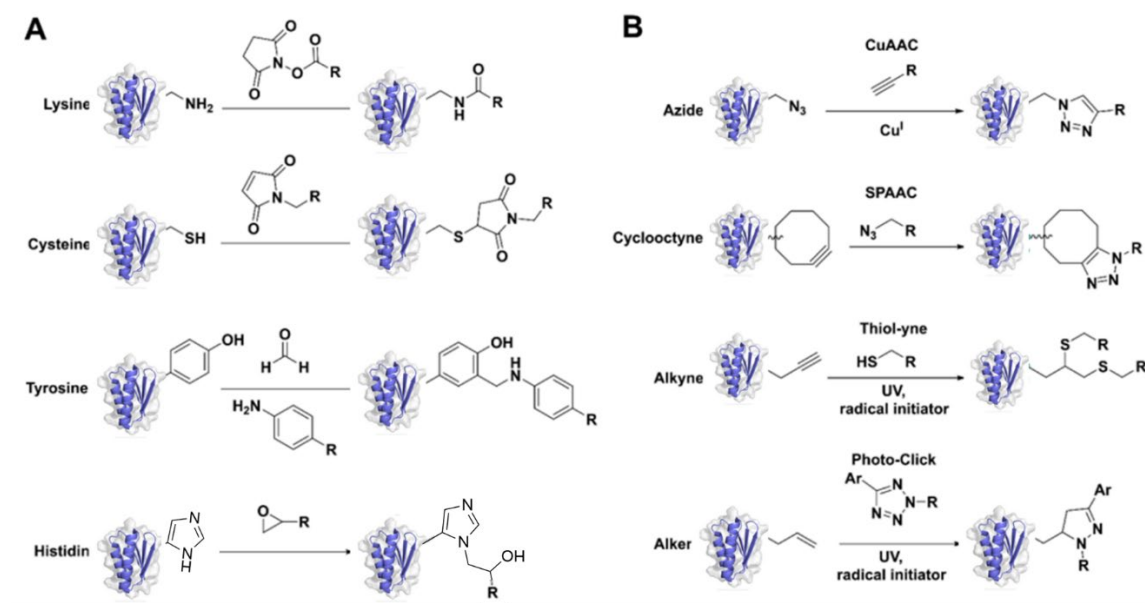 A
Lysine
NH2
O
N
O
O
O
R
O
N
H
R
Cysteine
SH
O
N
R
O
S
O
N
R
O
Tyrosine
OH
O
H H
H2N
R
OH
H
N
R
Histidin
N
N
H
O
R
N
N
OH
R
B
Azide
N3
CuAAC
R
CuI
N
N=N
R
Cyclooctyne
SPAAC
N3
R
R
N
N
N
Alkyne
Thiol-yne
HS
R
UV,
radical initiator
S
R
S
R
Alker
Photo-Click
Ar
N
N
N
N
R
UV,
radical initiator
Ar
N
N
R